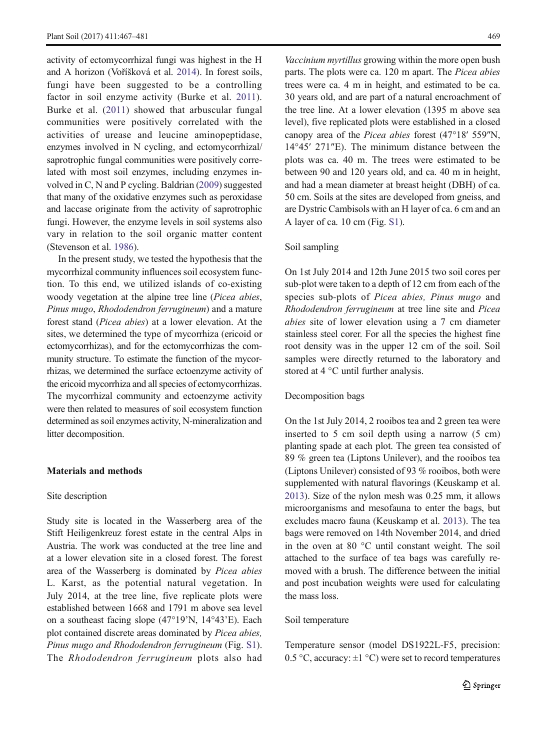 Plant Soil (2017) 411:467–481
469
activity of ectomycorrhizal fungi was highest in the H
and A horizon (Voříšková et al. 2014). In forest soils,
fungi have been suggested to be a controlling
factor in soil enzyme activity (Burke et al. 2011).
Burke et al. (2011) showed that arbuscular fungal
communities were positively correlated with the
activities of urease and leucine aminopeptidase,
enzymes involved in N cycling, and ectomycorrhizal/
saprotrophic fungal communities were positively corre-
lated with most soil enzymes, including enzymes in-
volved in C, N and P cycling. Baldrian (2009) suggested
that many of the oxidative enzymes such as peroxidase
and laccase originate from the activity of saprotrophic
fungi. However, the enzyme levels in soil systems also
vary in relation to the soil organic matter content
(Stevenson et al. 1986).
In the present study, we tested the hypothesis that the
mycorrhizal community influences soil ecosystem func-
tion. To this end, we utilized islands of co-existing
woody vegetation at the alpine tree line (Picea abies,
Pinus mugo, Rhododendron ferrugineum) and a mature
forest stand (Picea abies) at a lower elevation. At the
sites, we determined the type of mycorrhiza (ericoid or
ectomycorrhizas), and for the ectomycorrhizas the com-
munity structure. To estimate the function of the mycor-
rhizas, we determined the surface ectoenzyme activity of
the ericoid mycorrhiza and all species of ectomycorrhizas.
The mycorrhizal community and ectoenzyme activity
were then related to measures of soil ecosystem function
determined as soil enzymes activity, N-mineralization and
litter decomposition.
Materials and methods
Site description
Study site is located in the Wasserberg area of the
Stift Heiligenkreuz forest estate in the central Alps in
Austria. The work was conducted at the tree line and
at a lower elevation site in a closed forest. The forest
area of the Wasserberg is dominated by Picea abies
L. Karst, as the potential natural vegetation. In
July 2014, at the tree line, five replicate plots were
established between 1668 and 1791 m above sea level
on a southeast facing slope (47°19′N, 14°43′E). Each
plot contained discrete areas dominated by Picea abies,
Pinus mugo and Rhododendron ferrugineum (Fig. S1).
The Rhododendron ferrugineum plots also had
Vaccinium myrtillus growing within the more open bush
parts. The plots were ca. 120 m apart. The Picea abies
trees were ca. 4 m in height, and estimated to be ca.
30 years old, and are part of a natural encroachment of
the tree line. At a lower elevation (1395 m above sea
level), five replicated plots were established in a closed
canopy area of the Picea abies forest (47°18′ 559″N,
14°45′ 271″E). The minimum distance between the
plots was ca. 40 m. The trees were estimated to be
between 90 and 120 years old, and ca. 40 m in height,
and had a mean diameter at breast height (DBH) of ca.
50 cm. Soils at the sites are developed from gneiss, and
are Dystric Cambisols with an H layer of ca. 6 cm and an
A layer of ca. 10 cm (Fig. S1).
Soil sampling
On 1st July 2014 and 12th June 2015 two soil cores per
sub-plot were taken to a depth of 12 cm from each of the
species sub-plots of Picea abies, Pinus mugo and
Rhododendron ferrugineum at tree line site and Picea
abies site of lower elevation using a 7 cm diameter
stainless steel corer. For all the species the highest fine
root density was in the upper 12 cm of the soil. Soil
samples were directly returned to the laboratory and
stored at 4 °C until further analysis.
Decomposition bags
On the 1st July 2014, 2 rooibos tea and 2 green tea were
inserted to 5 cm soil depth using a narrow (5 cm)
planting spade at each plot. The green tea consisted of
89 % green tea (Liptons Unilever), and the rooibos tea
(Liptons Unilever) consisted of 93 % rooibos, both were
supplemented with natural flavorings (Keuskamp et al.
2013). Size of the nylon mesh was 0.25 mm, it allows
microorganisms and mesofauna to enter the bags, but
excludes macro fauna (Keuskamp et al. 2013). The tea
bags were removed on 14th November 2014, and dried
in the oven at 80 °C until constant weight. The soil
attached to the surface of tea bags was carefully re-
moved with a brush. The difference between the initial
and post incubation weights were used for calculating
the mass loss.
Soil temperature
Temperature sensor (model DS1922L-F5, precision:
0.5 °C, accuracy: ±1 °C) were set to record temperatures
Springer